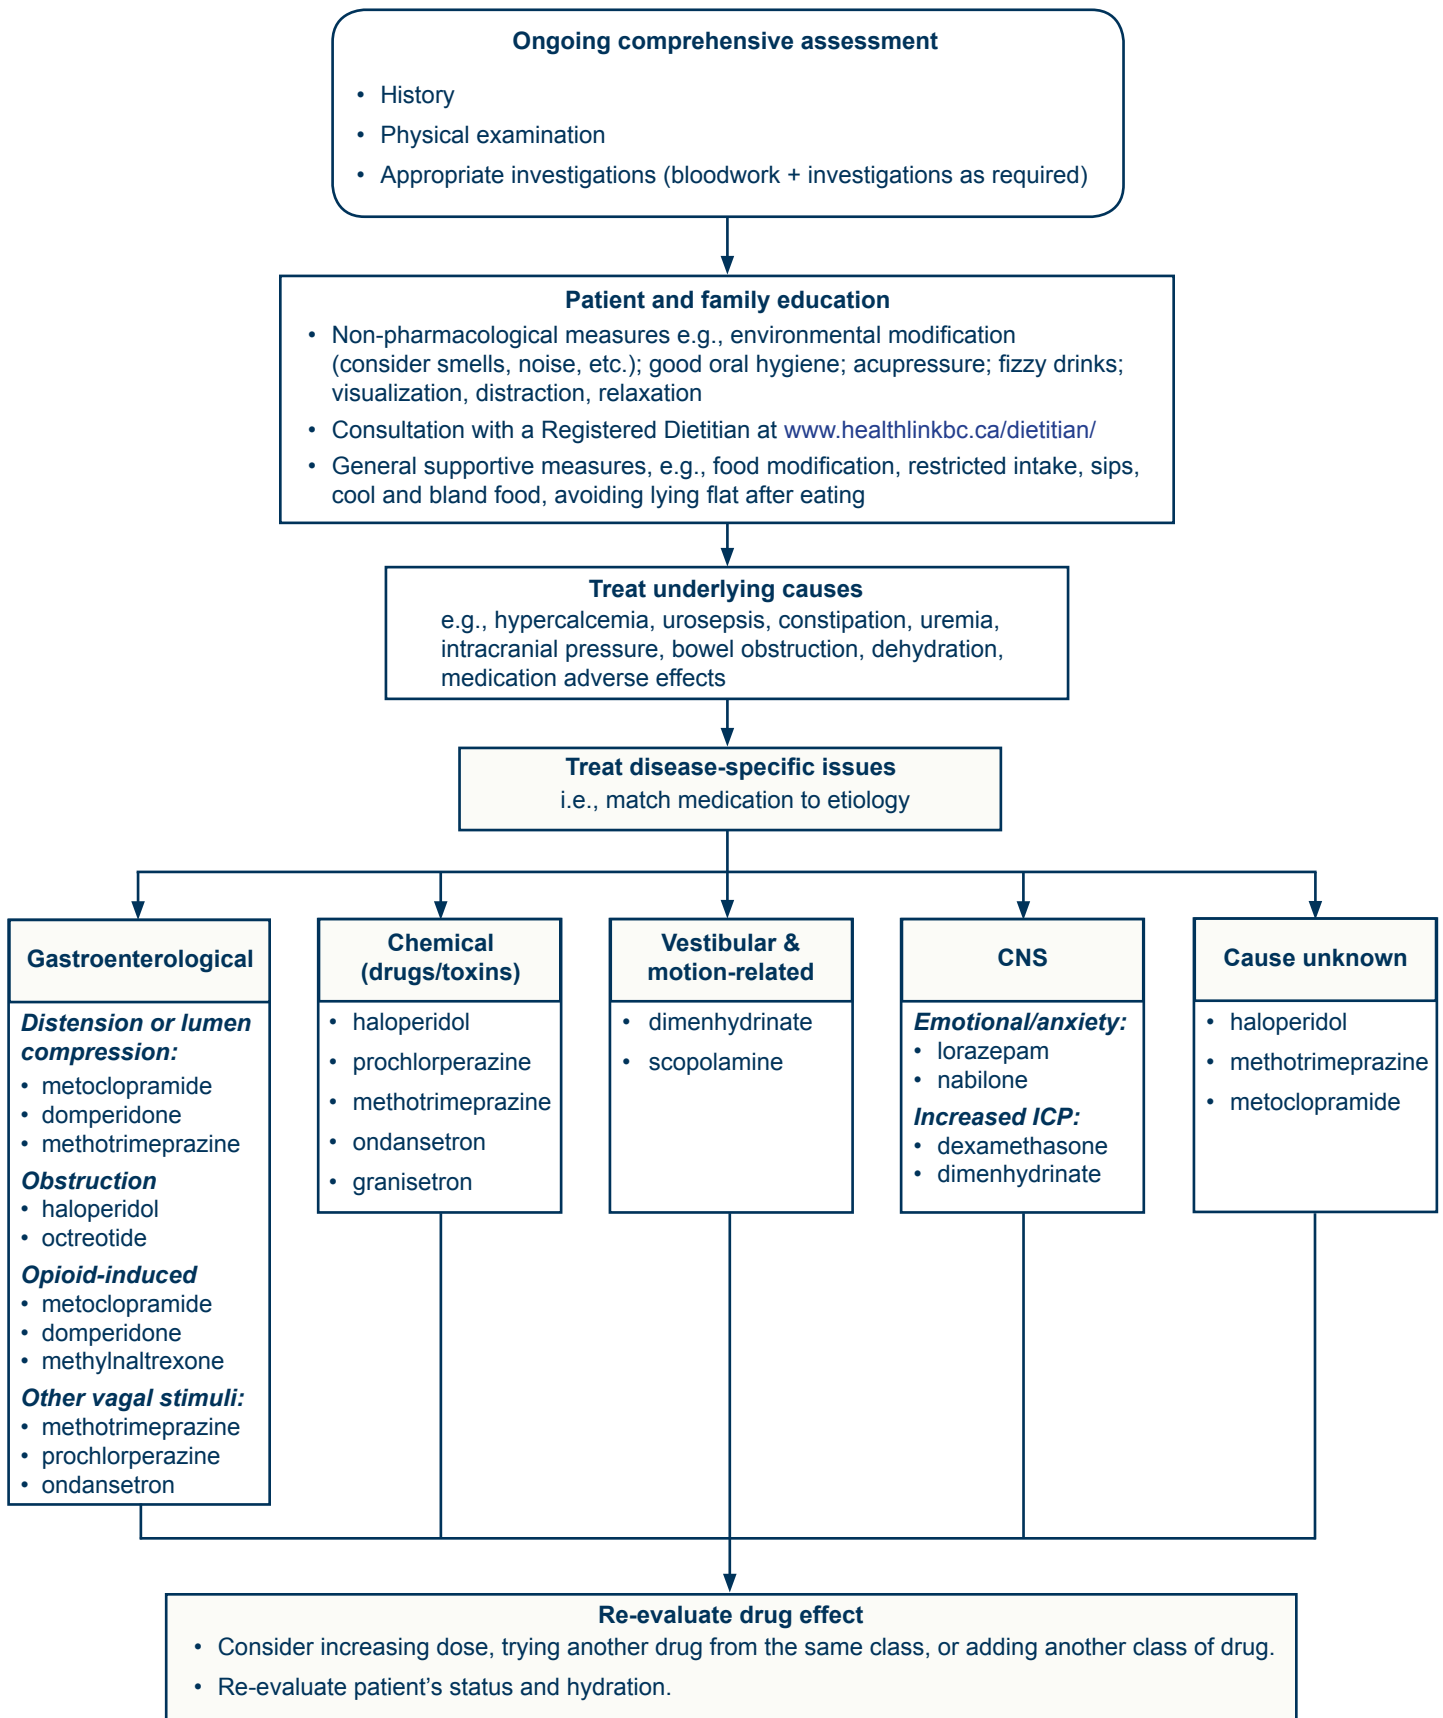 Ongoing comprehensive assessment
• History
• Physical examination
• Appropriate investigations (bloodwork + investigations as required)
Patient and family education
• Non-pharmacological measures e.g., environmental modification
(consider smells, noise, etc.); good oral hygiene; acupressure; fizzy drinks;
visualization, distraction, relaxation
• Consultation with a Registered Dietitian at www.healthlinkbc.ca/dietitian/
• General supportive measures, e.g., food modification, restricted intake, sips,
cool and bland food, avoiding lying flat after eating
Treat underlying causes
e.g., hypercalcemia, urosepsis, constipation, uremia,
intracranial pressure, bowel obstruction, dehydration,
medication adverse effects
Treat disease-specific issues
i.e., match medication to etiology
Gastroenterological
Distension or lumen
compression:
• metoclopramide
• domperidone
• methotrimeprazine
Obstruction
• haloperidol
• octreotide
Opioid-induced
• metoclopramide
• domperidone
• methylnaltrexone
Other vagal stimuli:
• methotrimeprazine
• prochlorperazine
• ondansetron
Chemical
(drugs/toxins)
• haloperidol
• prochlorperazine
• methotrimeprazine
• ondansetron
• granisetron
Vestibular &
motion-related
• dimenhydrinate
• scopolamine
CNS
Emotional/anxiety:
• lorazepam
• nabilone
Increased ICP:
• dexamethasone
• dimenhydrinate
Cause unknown
• haloperidol
• methotrimeprazine
• metoclopramide
Re-evaluate drug effect
• Consider increasing dose, trying another drug from the same class, or adding another class of drug.
• Re-evaluate patient's status and hydration.